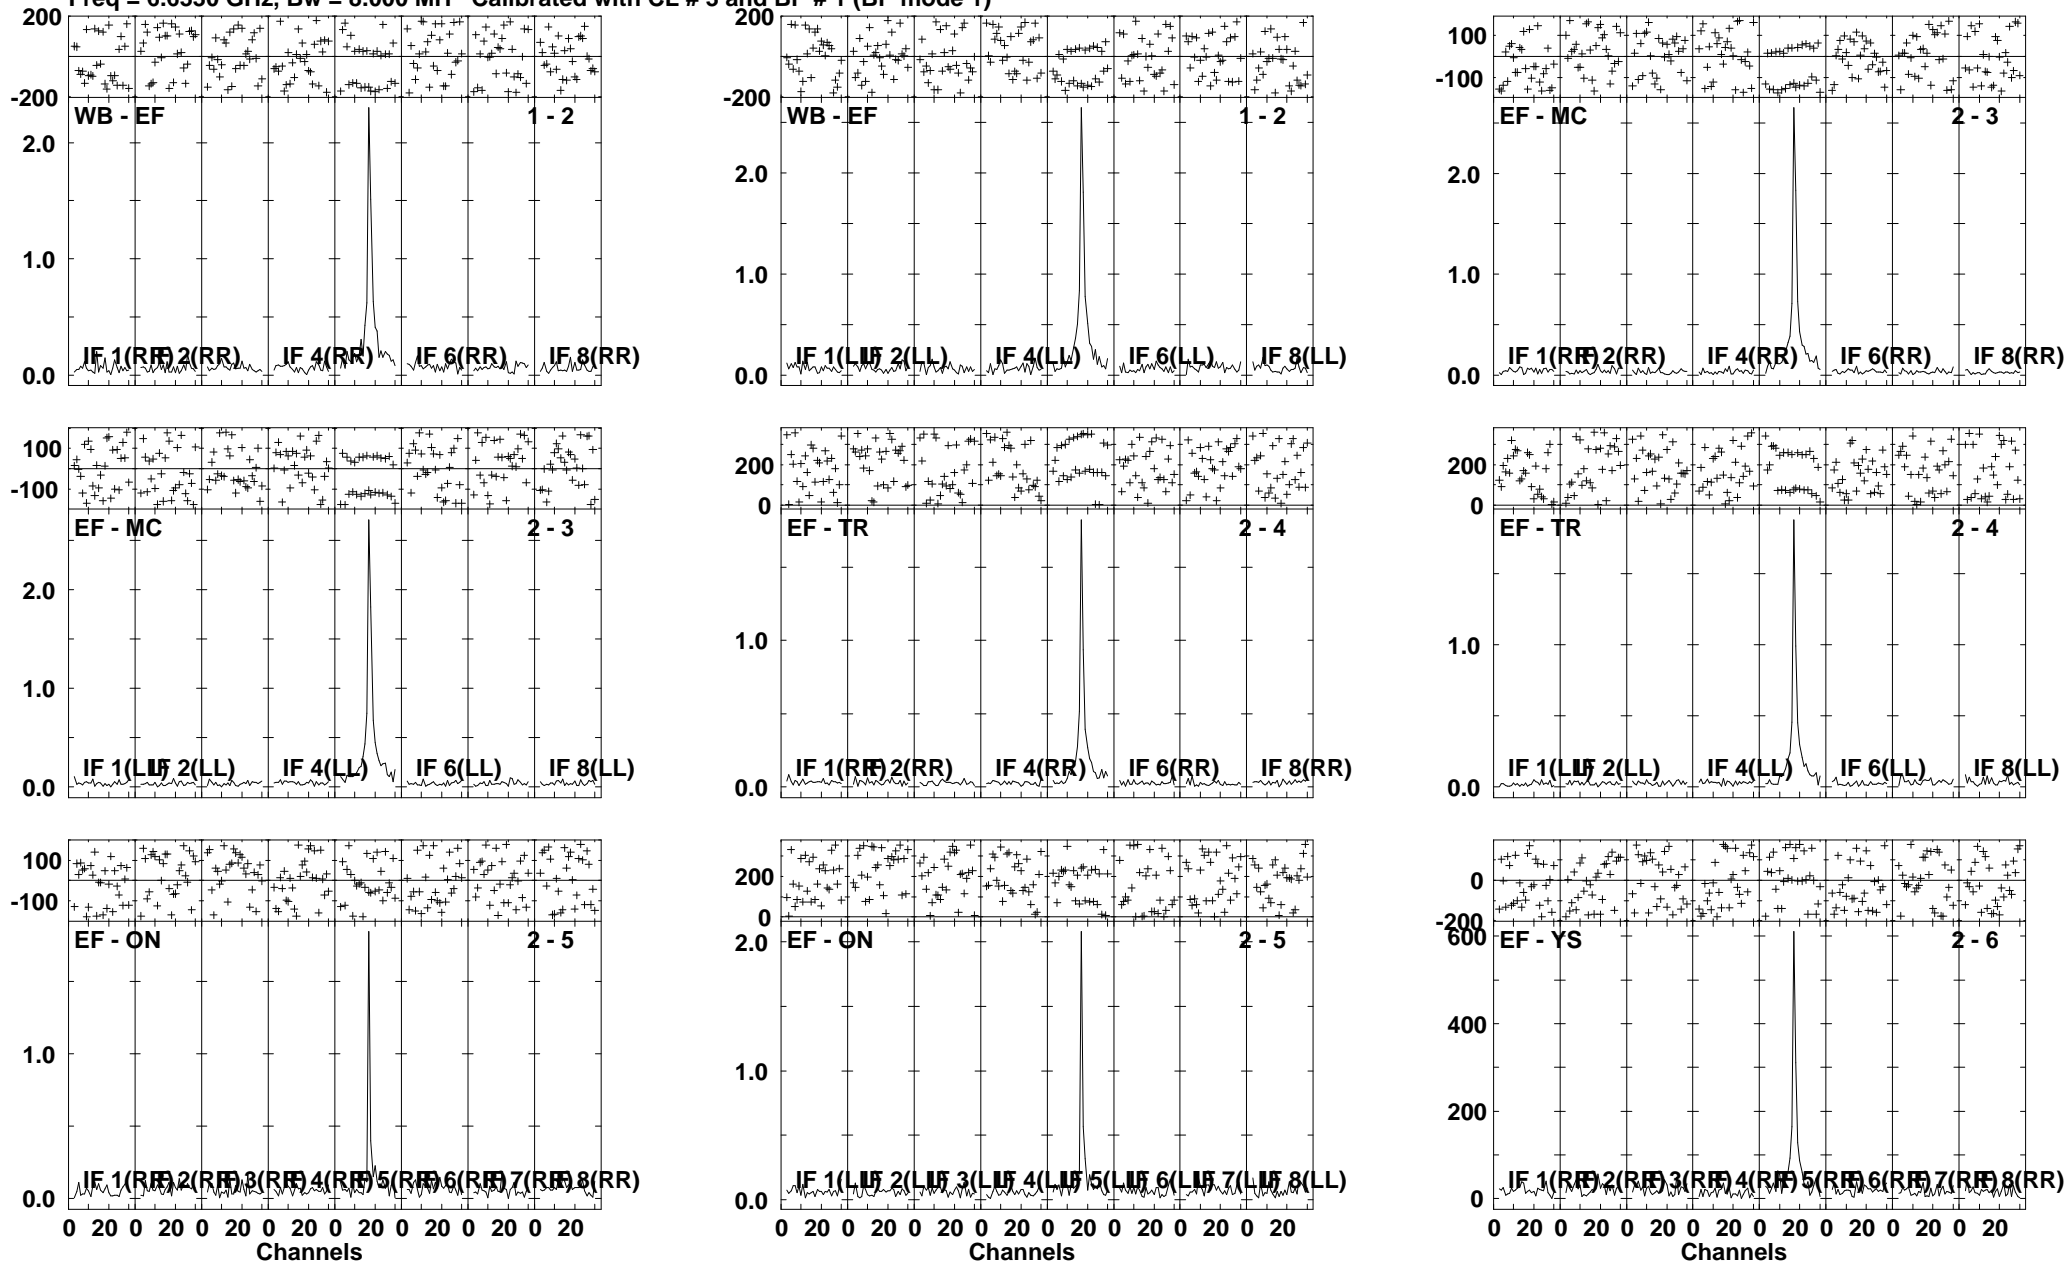 Calibrated with CL # 3 and BP # 1 (BP mode 1)
200
-200
WB - EF 1 - 2
2.0
1.0
0.0
IF 1(RR) IF 2(RR) IF 4(RR) IF 6(RR) IF 8(RR)
200
-200
WB - EF 1 - 2
2.0
1.0
0.0
IF 1(LL) IF 2(LL) IF 4(LL) IF 6(LL) IF 8(LL)
100
-100
EF - MC 2 - 3
2.0
1.0
0.0
IF 1(RR) IF 2(RR) IF 4(RR) IF 6(RR) IF 8(RR)
100
-100
EF - MC 2 - 3
2.0
1.0
0.0
IF 1(LL) IF 2(LL) IF 4(LL) IF 6(LL) IF 8(LL)
200
0
EF - TR 2 - 4
1.0
0.0
IF 1(RR) IF 2(RR) IF 4(RR) IF 6(RR) IF 8(RR)
200
0
EF - TR 2 - 4
1.0
0.0
IF 1(LL) IF 2(LL) IF 4(LL) IF 6(LL) IF 8(LL)
100
-100
EF - ON 2 - 5
1.0
0.0
IF 1(RR) IF 2(RR) IF 3(RR) IF 4(RR) IF 5(RR) IF 6(RR) IF 7(RR) IF 8(RR)
0 20 0 20 0 20 0 20 0 20 0 20 0 20 0 20
Channels
200
0
EF - ON 2 - 5
2.0
1.0
0.0
IF 1(LL) IF 2(LL) IF 3(LL) IF 4(LL) IF 5(LL) IF 6(LL) IF 7(LL) IF 8(LL)
0 20 0 20 0 20 0 20 0 20 0 20 0 20 0 20
Channels
0
-200
EF - YS 2 - 6
600
400
200
0
IF 1(RR) IF 2(RR) IF 3(RR) IF 4(RR) IF 5(RR) IF 6(RR) IF 7(RR) IF 8(RR)
0 20 0 20 0 20 0 20 0 20 0 20 0 20 0 20
Channels